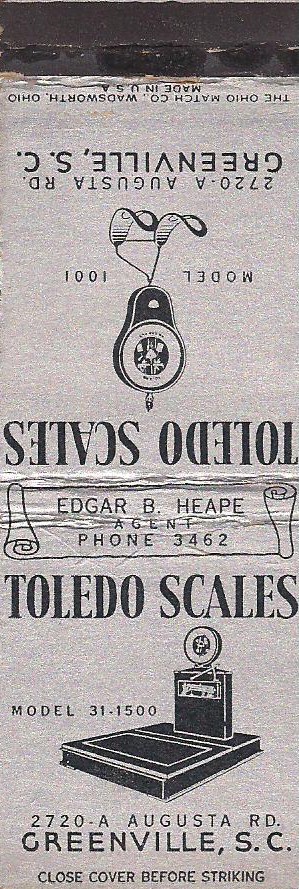 THE OHIO MATCH CO., WADSWORTH, OHIO
MADE IN U S A
2720-A AUGUSTA RD.
GREENVILLE, S. C.
MODEL 1001
TOLEDO SCALES
EDGAR B. HEAPE
AGENT
PHONE 3462
TOLEDO SCALES
MODEL 31-1500
2720-A AUGUSTA RD.
GREENVILLE, S. C.
CLOSE COVER BEFORE STRIKING